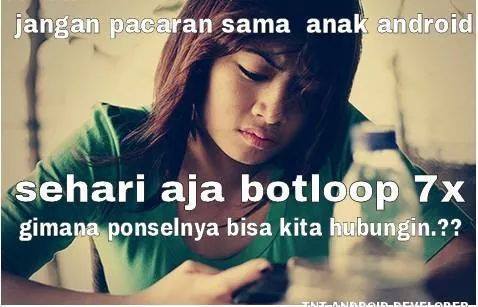 jangan pacaran sama anak android
sehari aja botloop 7x
gimana ponselnya bisa kita hubungin.??
TNT-ANDROID DEVELOPER